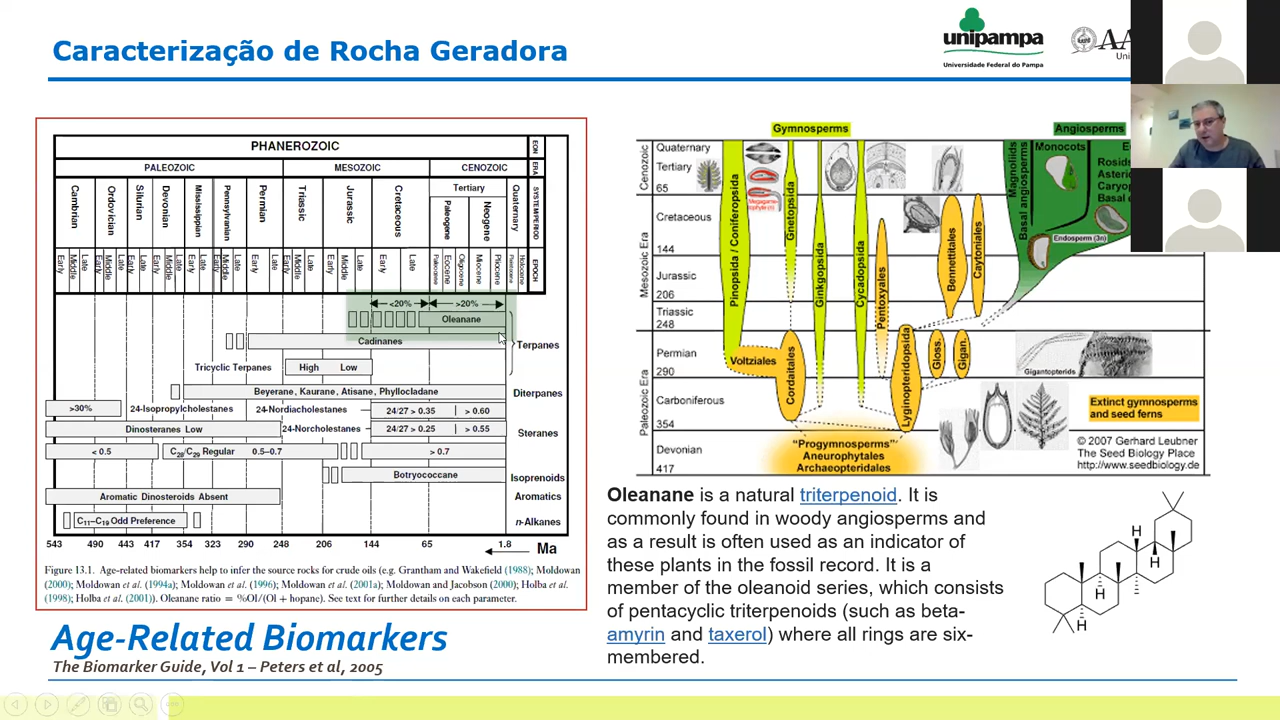 Caracterização de Rocha Geradora
unipampa
Universidade Federal do Pampa
PHANEROZOIC
EON
PALEOZOIC
MESOZOIC
CENOZOIC
ERA
Cambrian
Ordovician
Silurian
Devonian
Mississippian
Pennsylvanian
Permian
Triassic
Jurassic
Cretaceous
Tertiary
Paleogene
Neogene
Quaternary
SYSTEM/PERIOD
Early
Middle
Late
Early
Middle
Late
Early
Late
Early
Middle
Late
Early
Late
Early
Middle
Late
Early
Late
Early
Middle
Late
Early
Middle
Late
Early
Late
Paleocene
Eocene
Oligocene
Miocene
Pliocene
Pleistocene
Holocene
EPOCH
<20%
>20%
Oleanane
Cadinanes
Terpanes
Tricyclic Terpanes
High
Low
Beyerane, Kaurane, Atisane, Phyllocladane
Diterpanes
>30%
24-Isopropylcholestanes
24-Nordiacholestanes
24/27 > 0.35
> 0.60
Dinosteranes Low
24-Norcholestanes
24/27 > 0.25
> 0.55
Steranes
< 0.5
C28/C29 Regular
0.5–0.7
> 0.7
Botryoccane
Isoprenoids
Aromatic Dinosteroids Absent
Aromatics
C11–C19 Odd Preference
n-Alkanes
543 490 443 417 354 323 290 248 206 144 65 1.8
Ma
Figure 13.1. Age-related biomarkers help to infer the source rocks for crude oils (e.g. Grantham and Wakefield (1988); Moldowan
(2000); Moldowan et al. (1994a); Moldowan et al. (1996); Moldowan et al. (2001a); Moldowan and Jacobson (2000); Holba et al.
(1998); Holba et al. (2001)). Oleanane ratio = %Ol/(Ol + hopane). See text for further details on each parameter.
Age-Related Biomarkers
The Biomarker Guide, Vol 1 – Peters et al, 2005
Gymnosperms
Angiosperms
Cenozoic
Mesozoic Era
Paleozoic Era
Quaternary
Tertiary
65
Cretaceous
144
Jurassic
206
Triassic
248
Permian
290
Carboniferous
354
Devonian
417
Pinopsida / Coniferopsida
Gnetopsida
Ginkgopsida
Cycadopsida
Pentoxyales
Bennettitales
Caytoniales
Magnoliids
Basal angiosperms
Monocots
Endosperm (3n)
Voltziales
Cordaitales
Lyginopteridopsida
Gloss.
Gigan.
Gigantopterids
"Progymnosperms"
Aneurophytales
Archaeopteridales
Extinct gymnosperms
and seed ferns
© 2007 Gerhard Leubner
The Seed Biology Place
http://www.seedbiology.de
Oleanane is a natural triterpenoid. It is
commonly found in woody angiosperms and
as a result is often used as an indicator of
these plants in the fossil record. It is a
member of the oleanoid series, which consists
of pentacyclic triterpenoids (such as beta-
amyrin and taxerol) where all rings are six-
membered.
H
H
H
H